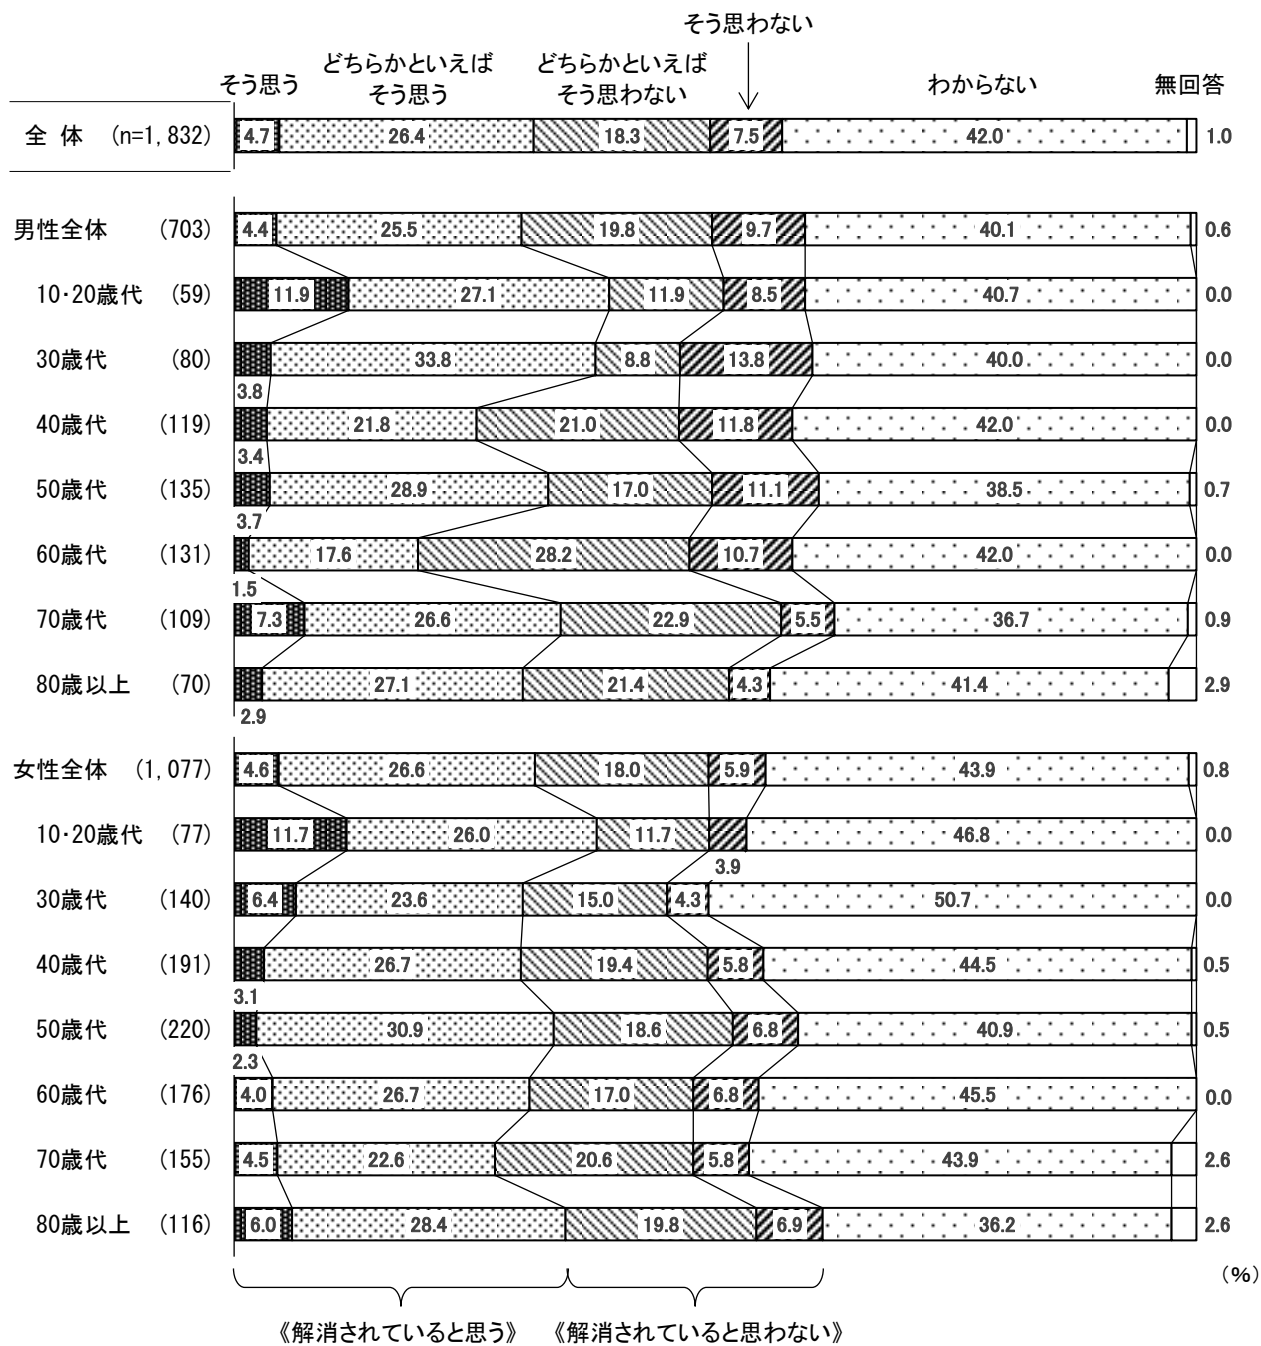 そう思わない
そう思う どちらかといえば そう思う どちらかといえば そう思わない わからない 無回答
全 体 (n=1,832) 4.7 26.4 18.3 7.5 42.0 1.0
男性全体 (703) 4.4 25.5 19.8 9.7 40.1 0.6
10・20歳代 (59) 11.9 27.1 11.9 8.5 40.7 0.0
30歳代 (80) 33.8 8.8 13.8 40.0 0.0
3.8
40歳代 (119) 21.8 21.0 11.8 42.0 0.0
3.4
50歳代 (135) 28.9 17.0 11.1 38.5 0.7
3.7
60歳代 (131) 17.6 28.2 10.7 42.0 0.0
1.5
70歳代 (109) 7.3 26.6 22.9 5.5 36.7 0.9
80歳以上 (70) 27.1 21.4 4.3 41.4 2.9
2.9
女性全体 (1,077) 4.6 26.6 18.0 5.9 43.9 0.8
10・20歳代 (77) 11.7 26.0 11.7 46.8 0.0
3.9
30歳代 (140) 6.4 23.6 15.0 4.3 50.7 0.0
40歳代 (191) 26.7 19.4 5.8 44.5 0.5
3.1
50歳代 (220) 30.9 18.6 6.8 40.9 0.5
2.3
60歳代 (176) 4.0 26.7 17.0 6.8 45.5 0.0
70歳代 (155) 4.5 22.6 20.6 5.8 43.9 2.6
80歳以上 (116) 6.0 28.4 19.8 6.9 36.2 2.6
(%)
《解消されていると思う》 《解消されていると思わない》